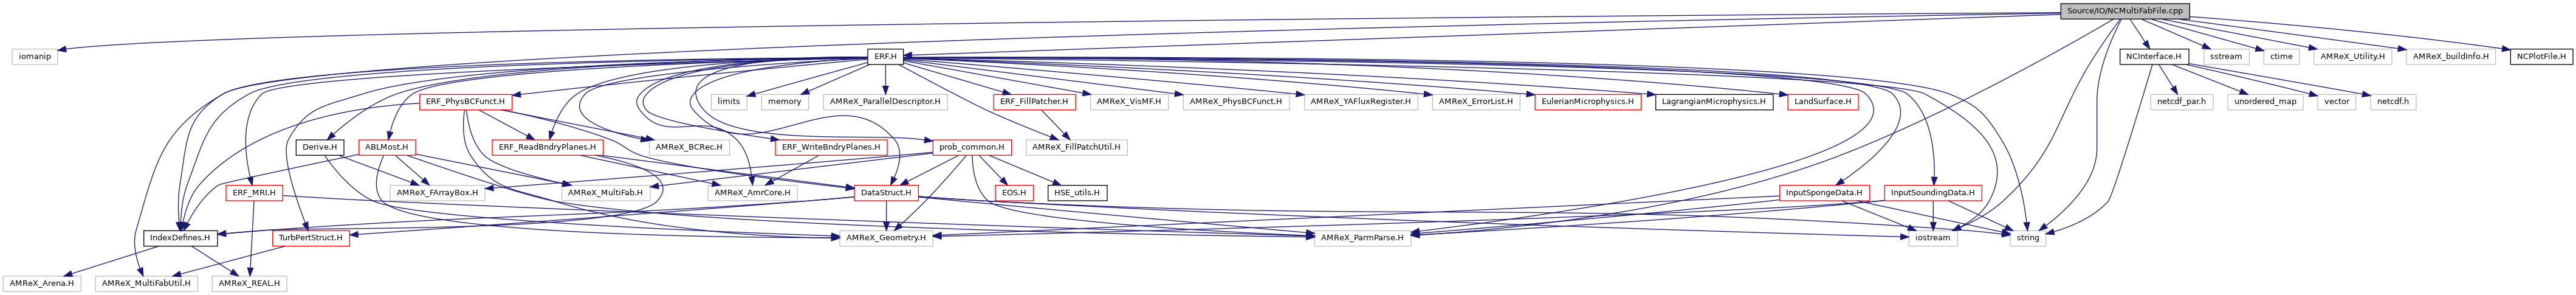 Source/IO/NCMultiFabFile.cpp
iomanip
ERF.H
NCInterface.H
sstream
ctime
AMReX_Utility.H
AMReX_buildInfo.H
NCPlotFile.H
ERF_PhysBCFunct.H
limits
memory
AMReX_ParallelDescriptor.H
ERF_FillPatcher.H
AMReX_VisMF.H
AMReX_PhysBCFunct.H
AMReX_YAFluxRegister.H
AMReX_ErrorList.H
EulerianMicrophysics.H
LagrangianMicrophysics.H
LandSurface.H
netcdf_par.h
unordered_map
vector
netcdf.h
Derive.H
ABLMost.H
ERF_ReadBndryPlanes.H
AMReX_BCRec.H
ERF_WriteBndryPlanes.H
prob_common.H
AMReX_FillPatchUtil.H
ERF_MRI.H
AMReX_FArrayBox.H
AMReX_MultiFab.H
AMReX_AmrCore.H
DataStruct.H
EOS.H
HSE_utils.H
InputSpongeData.H
InputSoundingData.H
IndexDefines.H
TurbPertStruct.H
AMReX_Geometry.H
AMReX_ParmParse.H
iostream
string
AMReX_Arena.H
AMReX_MultiFabUtil.H
AMReX_REAL.H